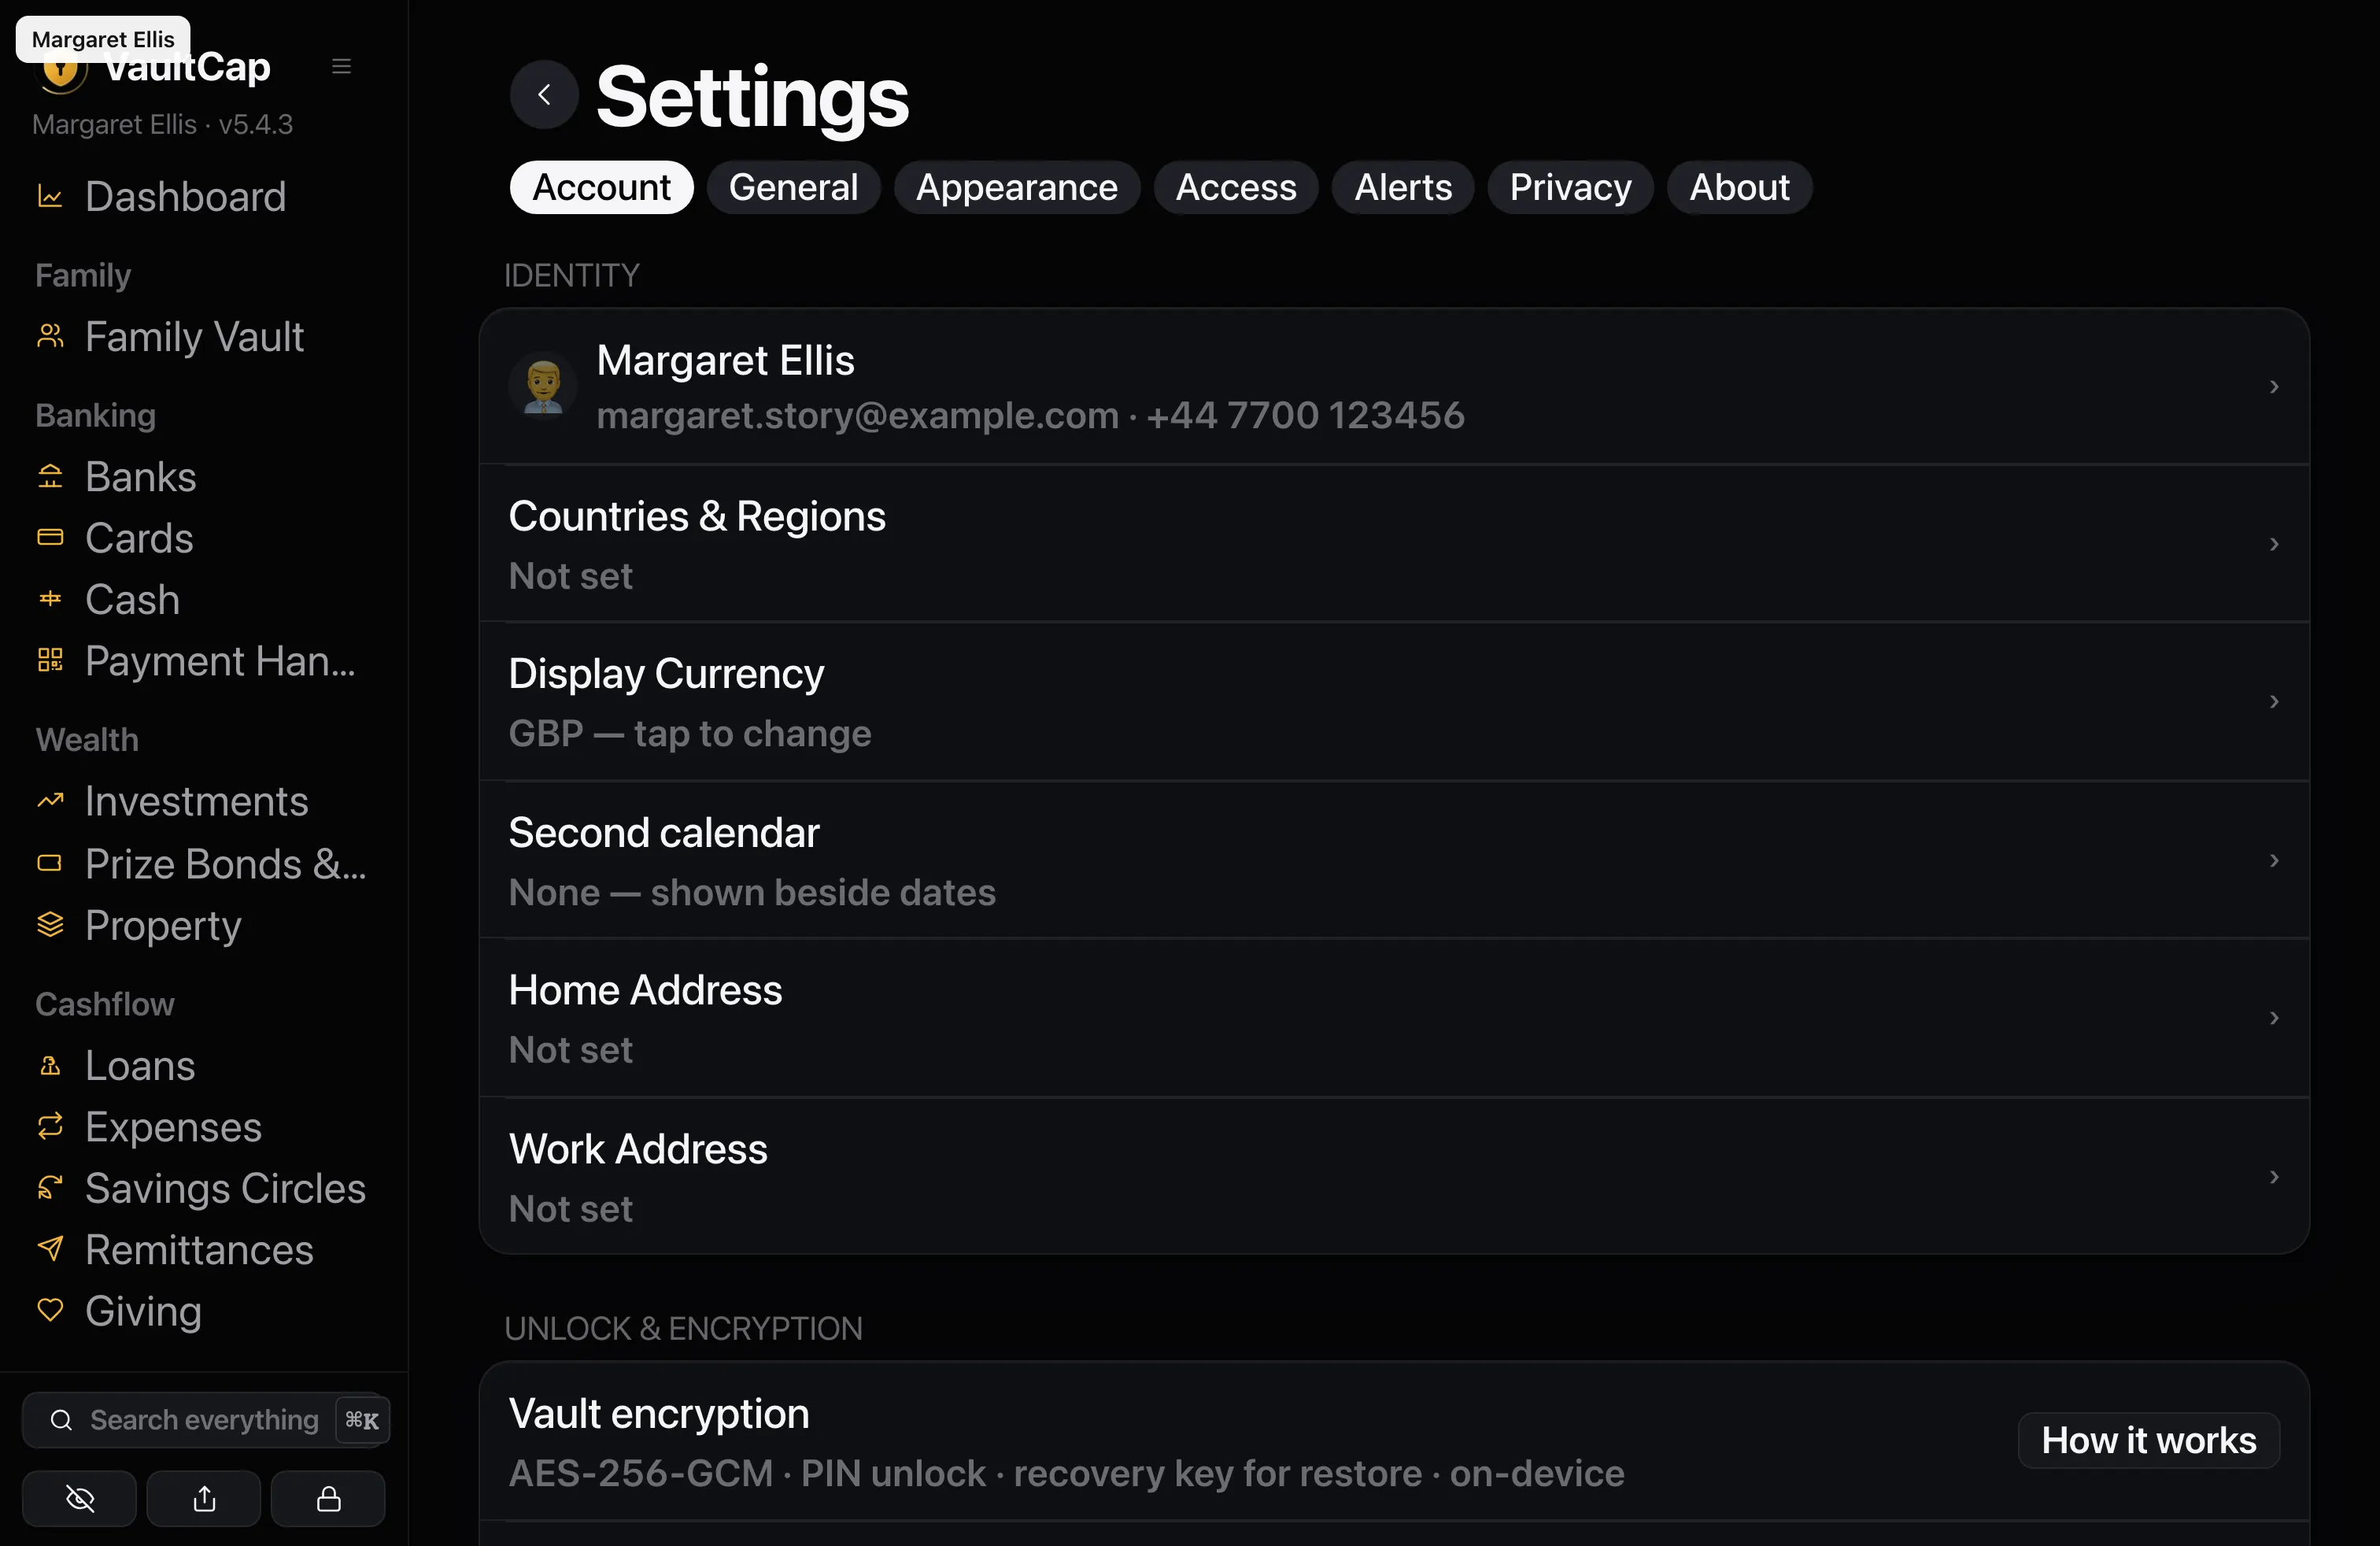 Margaret Ellis
VaultCap
Margaret Ellis · v5.4.3
Dashboard
Family
Family Vault
Banking
Banks
Cards
Cash
Payment Han...
Wealth
Investments
Prize Bonds &...
Property
Cashflow
Loans
Expenses
Savings Circles
Remittances
Giving
Search everything ⌘K
Settings
Account General Appearance Access Alerts Privacy About
IDENTITY
Margaret Ellis
margaret.story@example.com · +44 7700 123456
Countries & Regions
Not set
Display Currency
GBP — tap to change
Second calendar
None — shown beside dates
Home Address
Not set
Work Address
Not set
UNLOCK & ENCRYPTION
Vault encryption
AES-256-GCM · PIN unlock · recovery key for restore · on-device
How it works